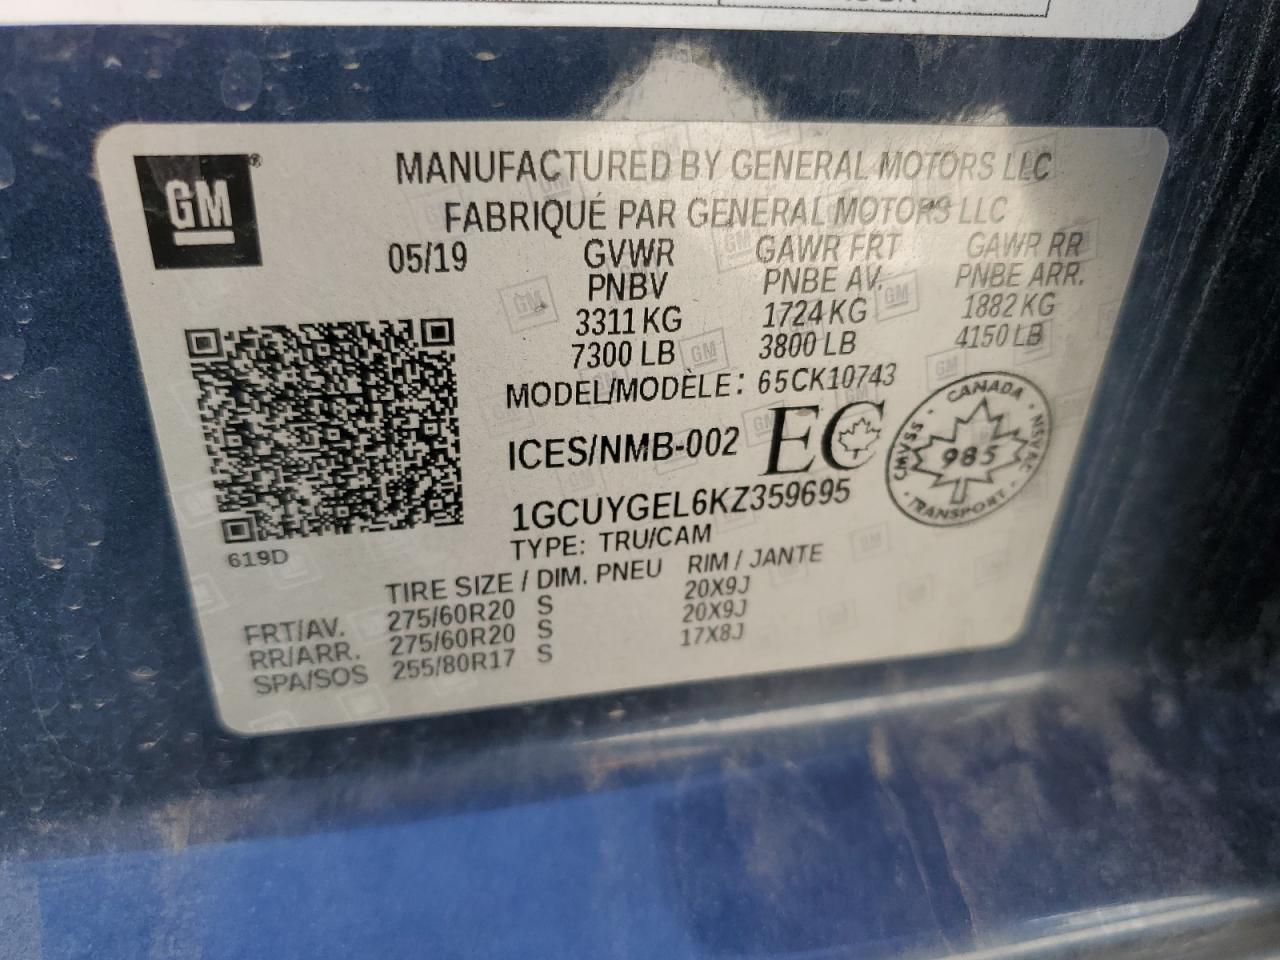 GM®
MANUFACTURED BY GENERAL MOTORS LLC
FABRIQUÉ PAR GENERAL MOTORS LLC
05/19 GVWR GAWR FRT GAWR RR
PNBV PNBE AV. PNBE ARR.
3311 KG 1724 KG 1882 KG
7300 LB 3800 LB 4150 LB
MODEL/MODÈLE: 65CK10743
ICES/NMB-002 EC
CANADA
CMVSS 985 NSVAC
TRANSPORT
1GCUYGEL6KZ359695
TYPE: TRU/CAM
619D
TIRE SIZE / DIM. PNEU RIM / JANTE
FRT/AV. 275/60R20 S 20X9J
RR/ARR. 275/60R20 S 20X9J
SPA/SOS 255/80R17 S 17X8J